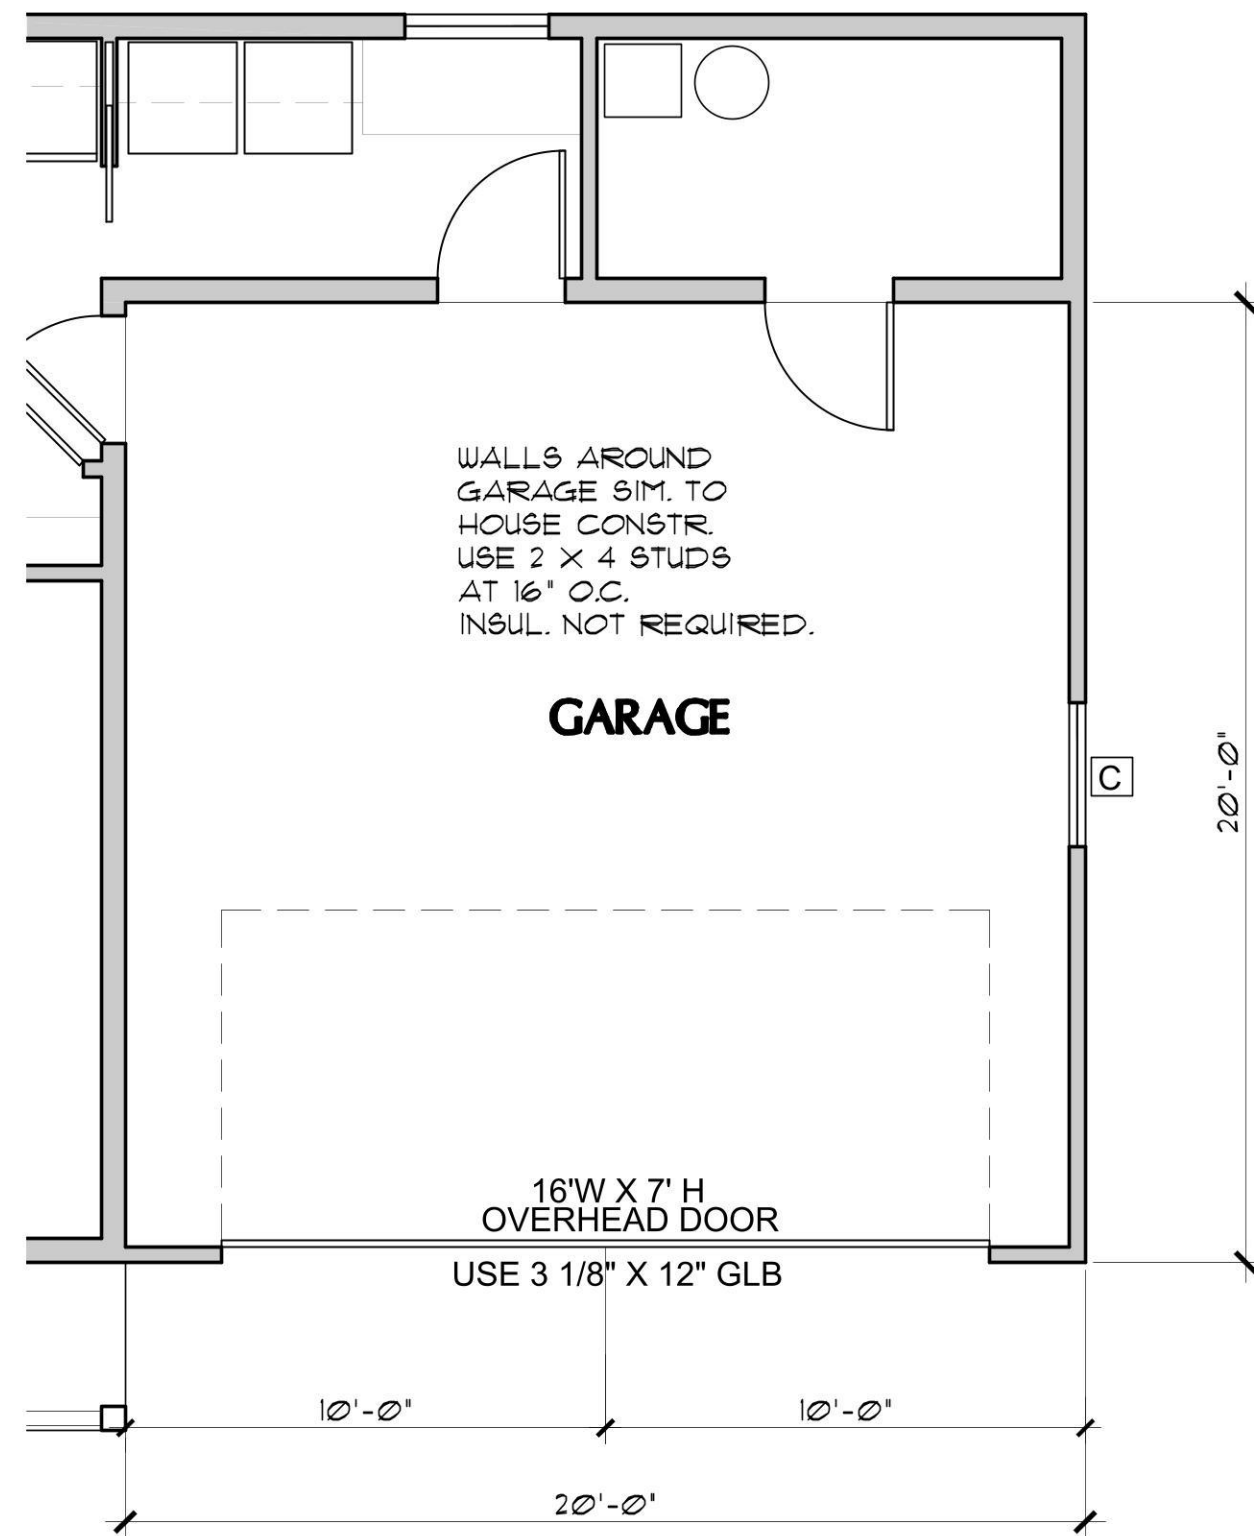 WALLS AROUND
GARAGE SIM. TO
HOUSE CONSTR.
USE 2 X 4 STUDS
AT 16" O.C.
INSUL. NOT REQUIRED.
GARAGE
C
20'-0"
16'W X 7' H
OVERHEAD DOOR
USE 3 1/8" X 12" GLB
10'-0"
10'-0"
20'-0"